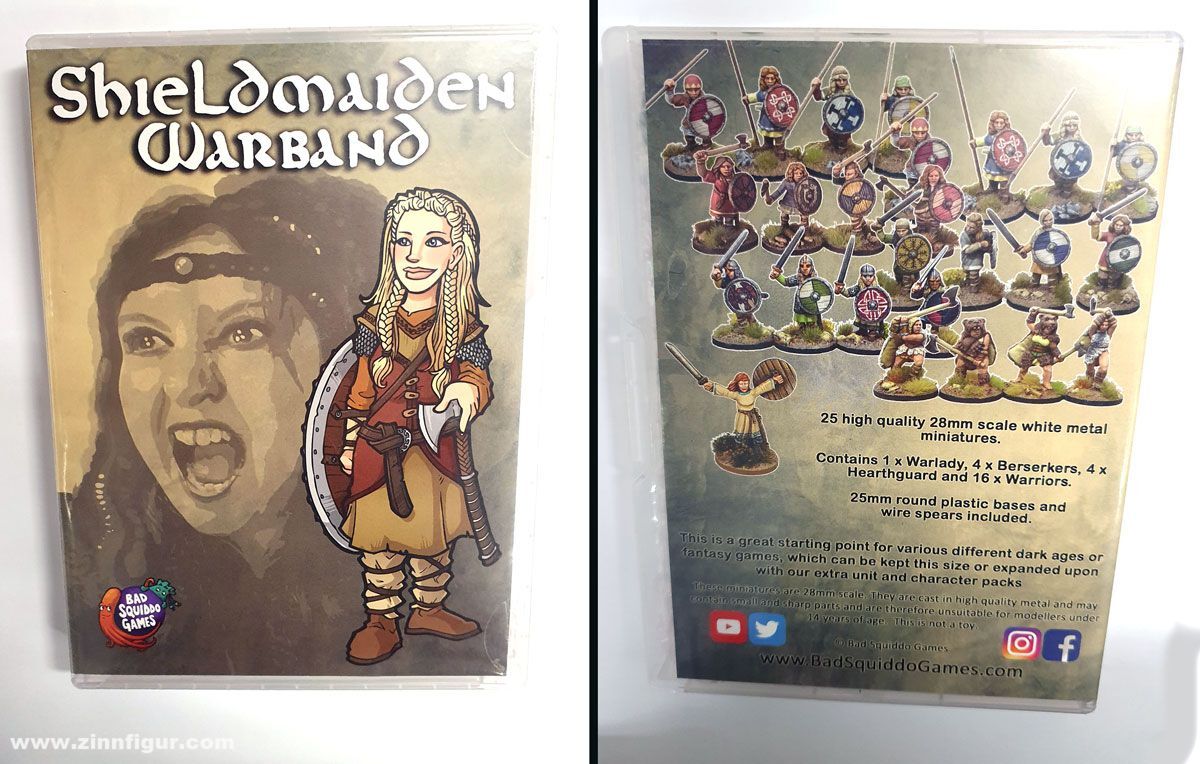 Shieldmaiden
Warband
BAD
SQUIDDO
GAMES
www.zinnfigur.com
25 high quality 28mm scale white metal
miniatures.
Contains 1 x Warlady, 4 x Berserkers, 4 x
Hearthguard and 16 x Warriors.
25mm round plastic bases and
wire spears included.
This is a great starting point for various different dark ages or
fantasy games, which can be kept this size or expanded upon
with our extra unit and character packs
These miniatures are 28mm scale. They are cast in high quality metal and may
contain small and sharp parts and are therefore unsuitable for modellers under
14 years of age. This is not a toy.
© Bad Squiddo Games
www.BadSquiddoGames.com